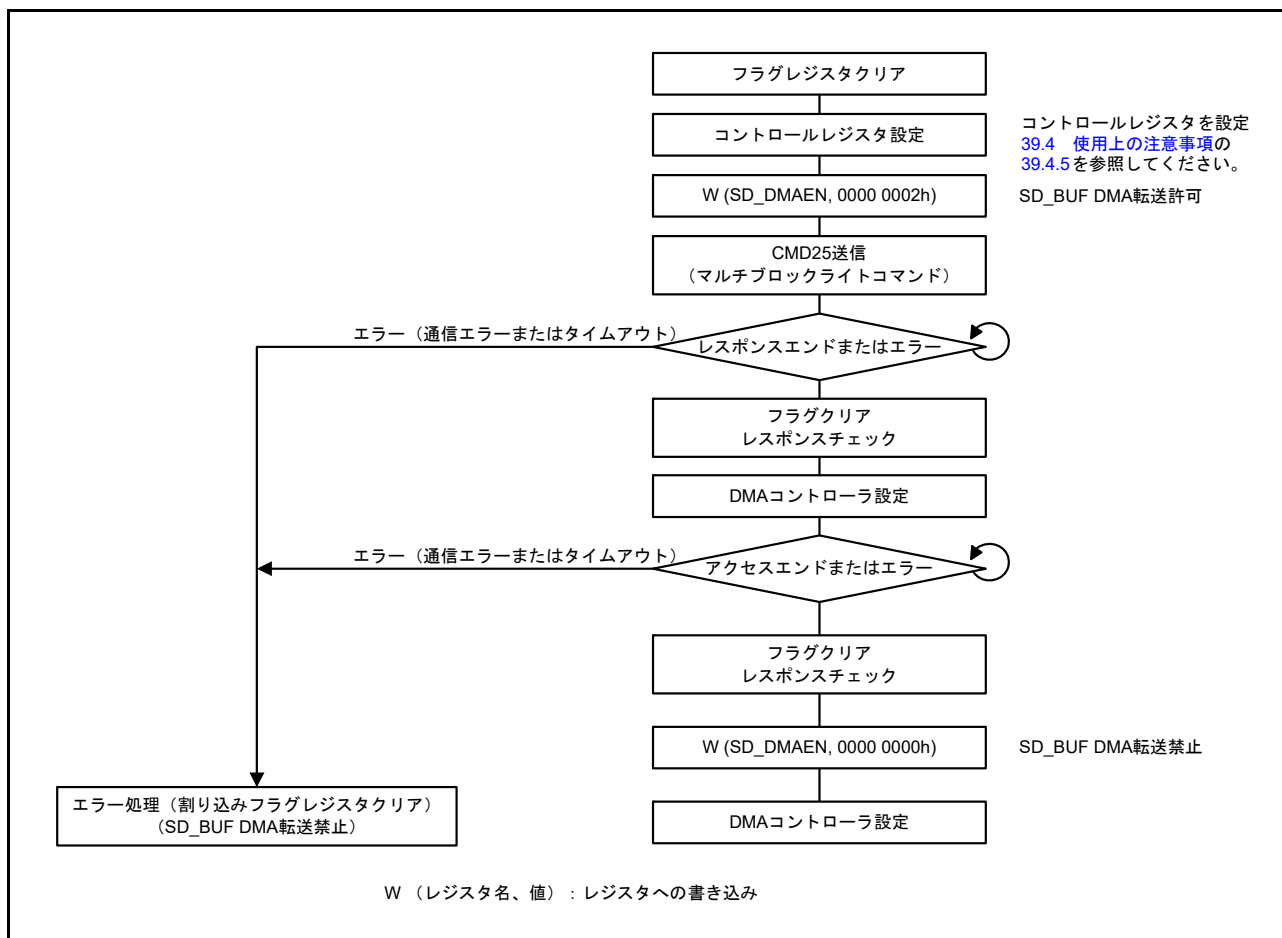 フラグレジスタクリア
コントロールレジスタ設定
コントロールレジスタを設定
39.4　使用上の注意事項の
39.4.5を参照してください。
W (SD_DMAEN, 0000 0002h)
SD_BUF DMA転送許可
CMD25送信
（マルチブロックライトコマンド）
エラー（通信エラーまたはタイムアウト）
レスポンスエンドまたはエラー
フラグクリア
レスポンスチェック
DMAコントローラ設定
エラー（通信エラーまたはタイムアウト）
アクセスエンドまたはエラー
フラグクリア
レスポンスチェック
W (SD_DMAEN, 0000 0000h)
SD_BUF DMA転送禁止
エラー処理（割り込みフラグレジスタクリア）
（SD_BUF DMA転送禁止）
DMAコントローラ設定
W （レジスタ名、値）：レジスタへの書き込み